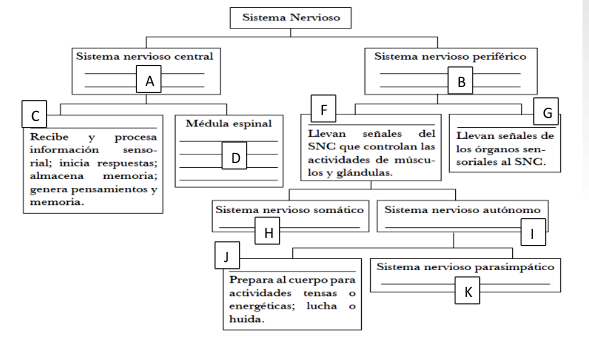 Sistema Nervioso
Sistema nervioso central
A
Sistema nervioso periférico
B
C
Recibe y procesa
información senso-
rial; inicia respuestas;
almacena memoria;
genera pensamientos y
memoria.
Médula espinal
D
F
Llevan señales del
SNC que controlan las
actividades de múscu-
los y glándulas.
G
Llevan señales de
los órganos sen-
soriales al SNC.
Sistema nervioso somático
H
Sistema nervioso autónomo
I
J
Prepara al cuerpo para
actividades tensas o
energéticas; lucha o
huida.
Sistema nervioso parasimpático
K